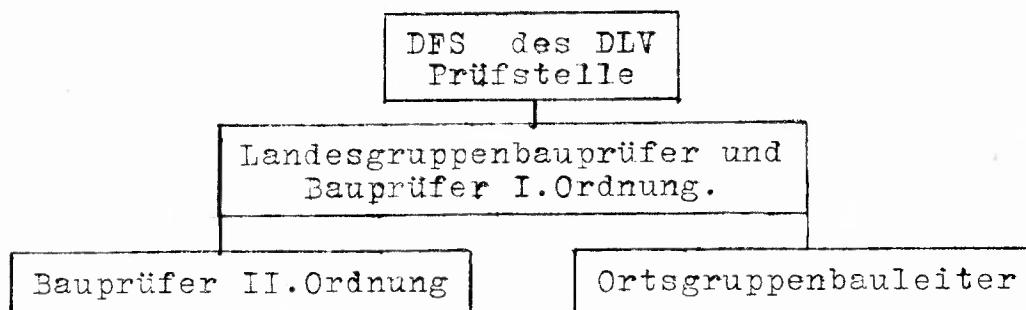 DFS des DLV
Prüfstelle
Landesgruppenbauprüfer und
Bauprüfer I.Ordnung.
Bauprüfer II.Ordnung
Ortsgruppenbauleiter